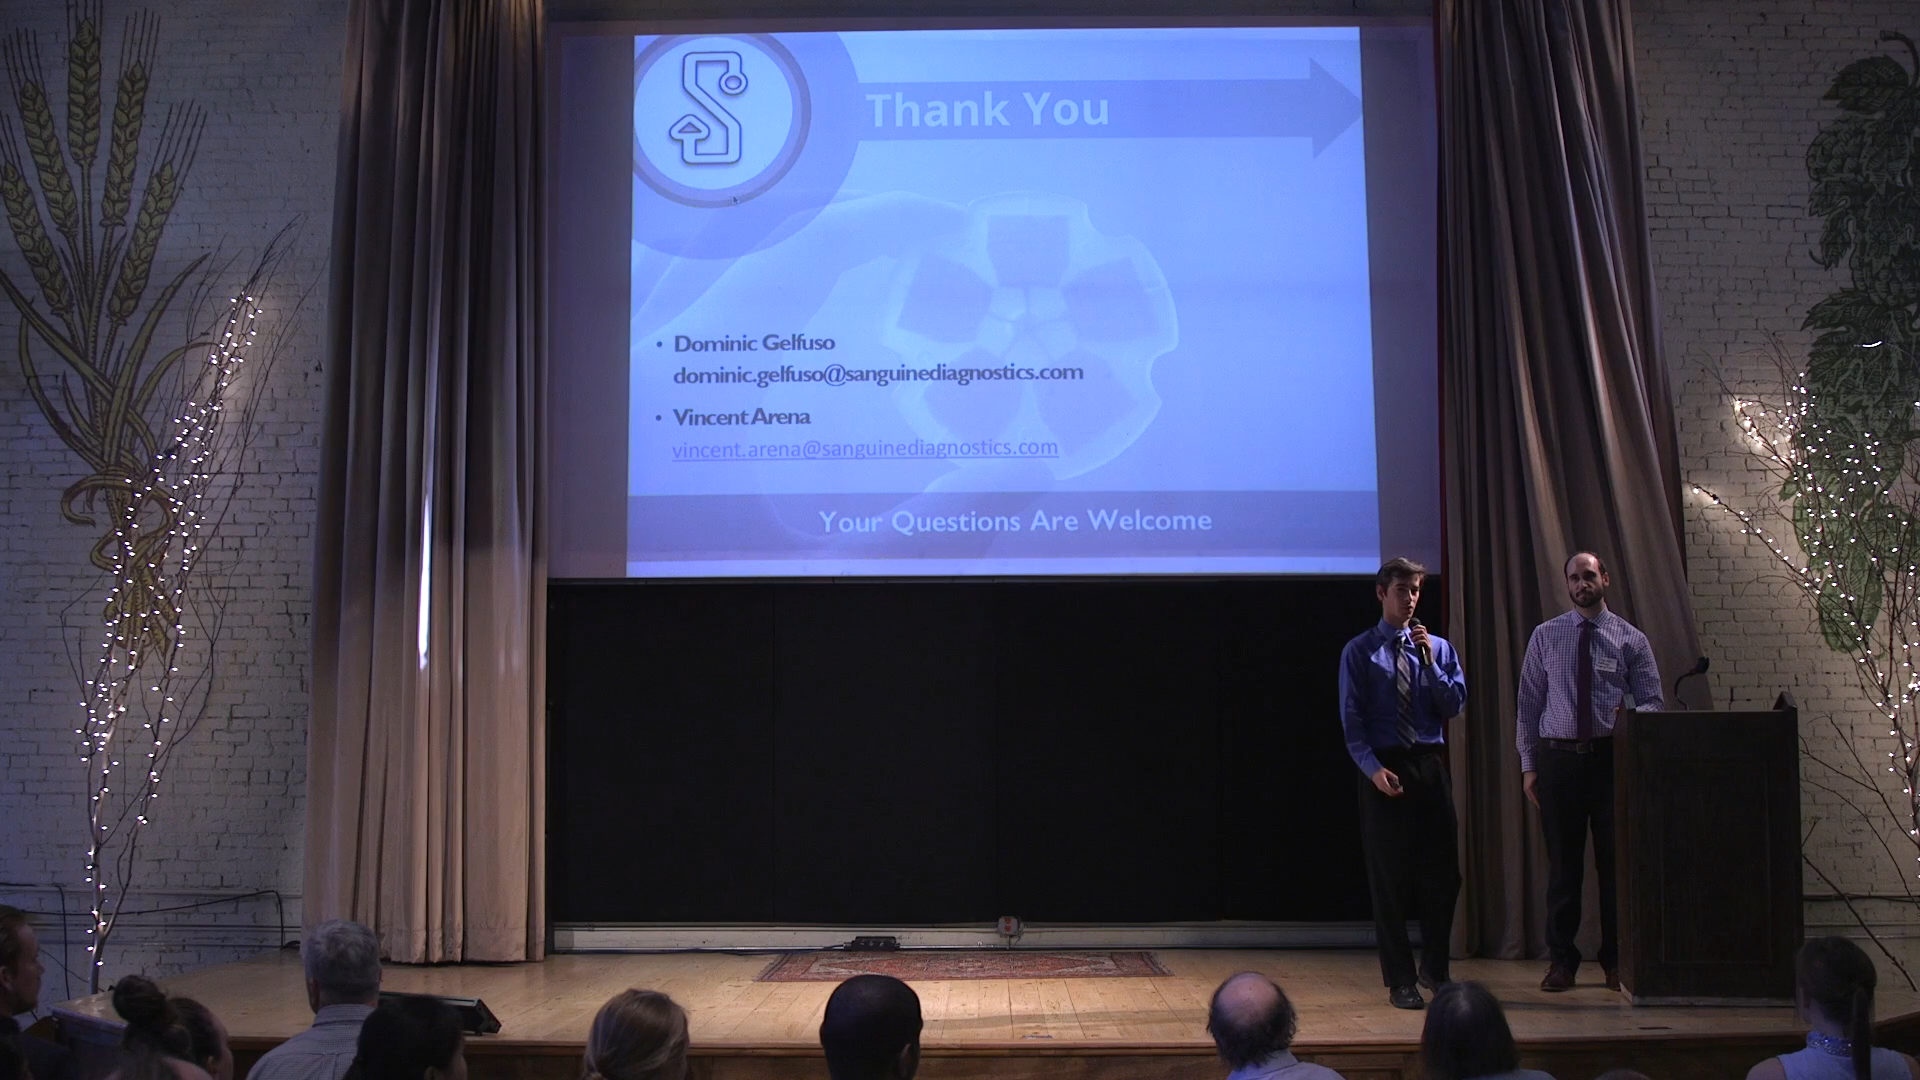 Thank You
• Dominic Gelfuso
dominic.gelfuso@sanguinediagnostics.com
• Vincent Arena
vincent.arena@sanguinediagnostics.com
Your Questions Are Welcome